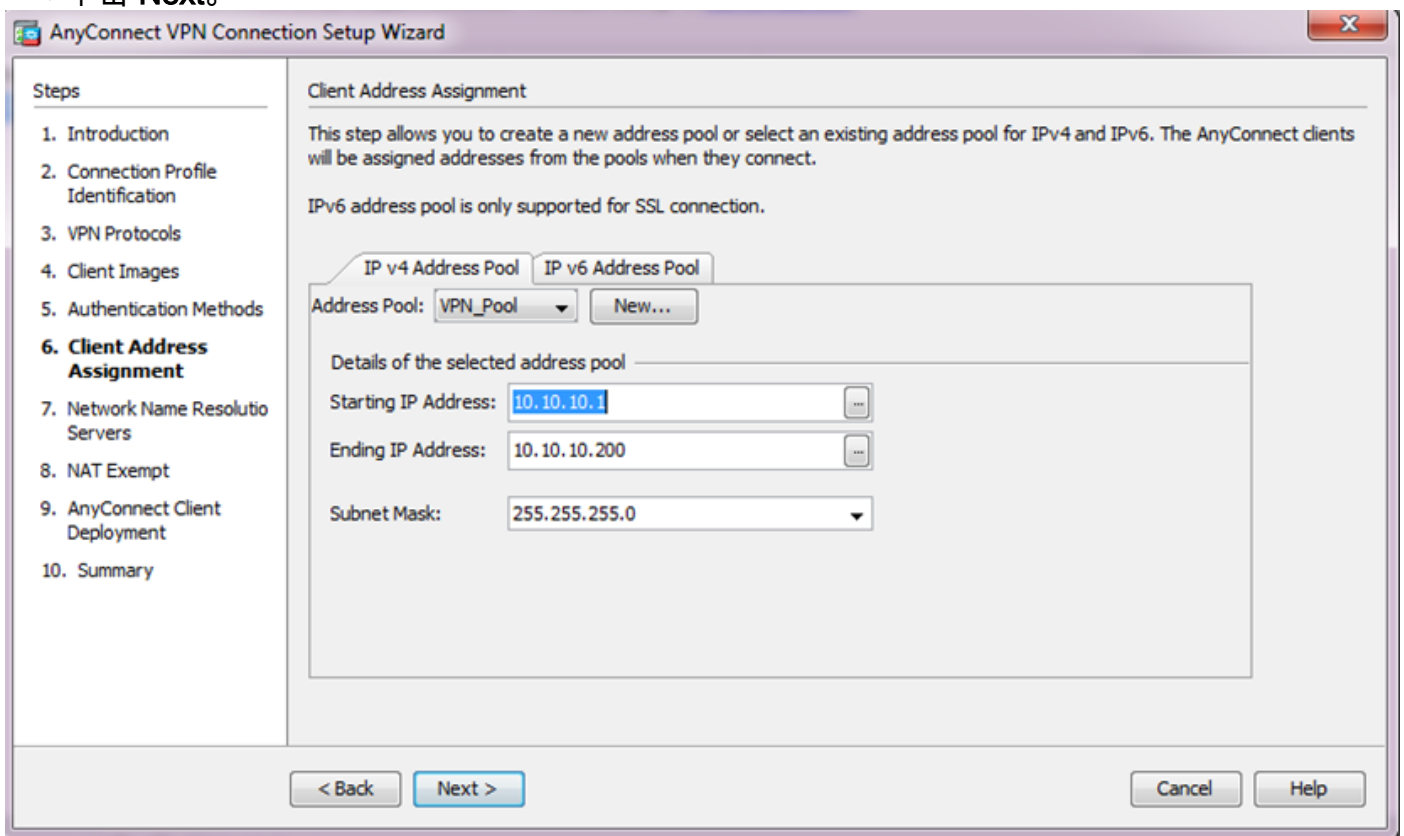 单击 Next。
AnyConnect VPN Connection Setup Wizard
Steps
1. Introduction
2. Connection Profile
Identification
3. VPN Protocols
4. Client Images
5. Authentication Methods
6. Client Address
Assignment
7. Network Name Resolutio
Servers
8. NAT Exempt
9. AnyConnect Client
Deployment
10. Summary
Client Address Assignment
This step allows you to create a new address pool or select an existing address pool for IPv4 and IPv6. The AnyConnect clients
will be assigned addresses from the pools when they connect.
IPv6 address pool is only supported for SSL connection.
IP v4 Address Pool IP v6 Address Pool
Address Pool: VPN_Pool New...
Details of the selected address pool
Starting IP Address: 10.10.10.1 ...
Ending IP Address: 10.10.10.200 ...
Subnet Mask: 255.255.255.0
< Back Next > Cancel Help